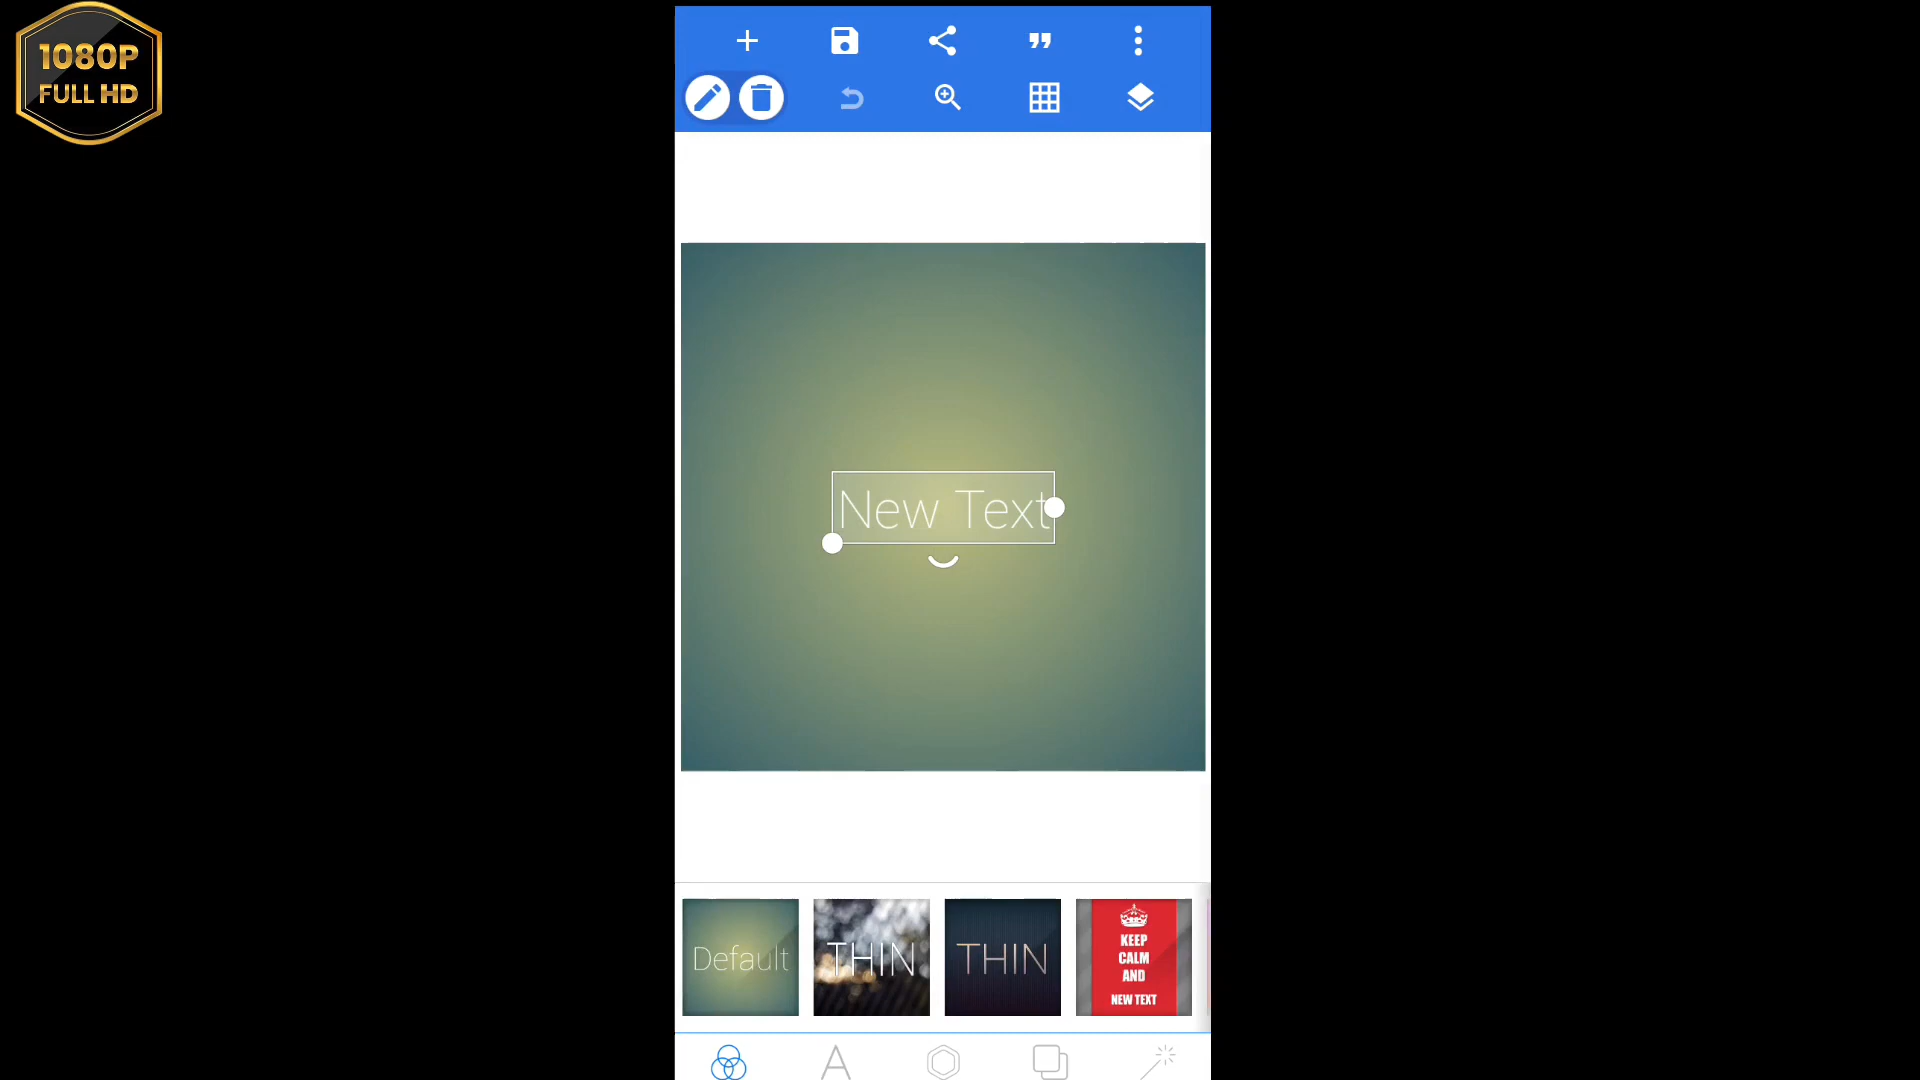 1080P
FULL HD
New Text
Default
THIN
THIN
KEEP
CALM
AND
NEW TEXT